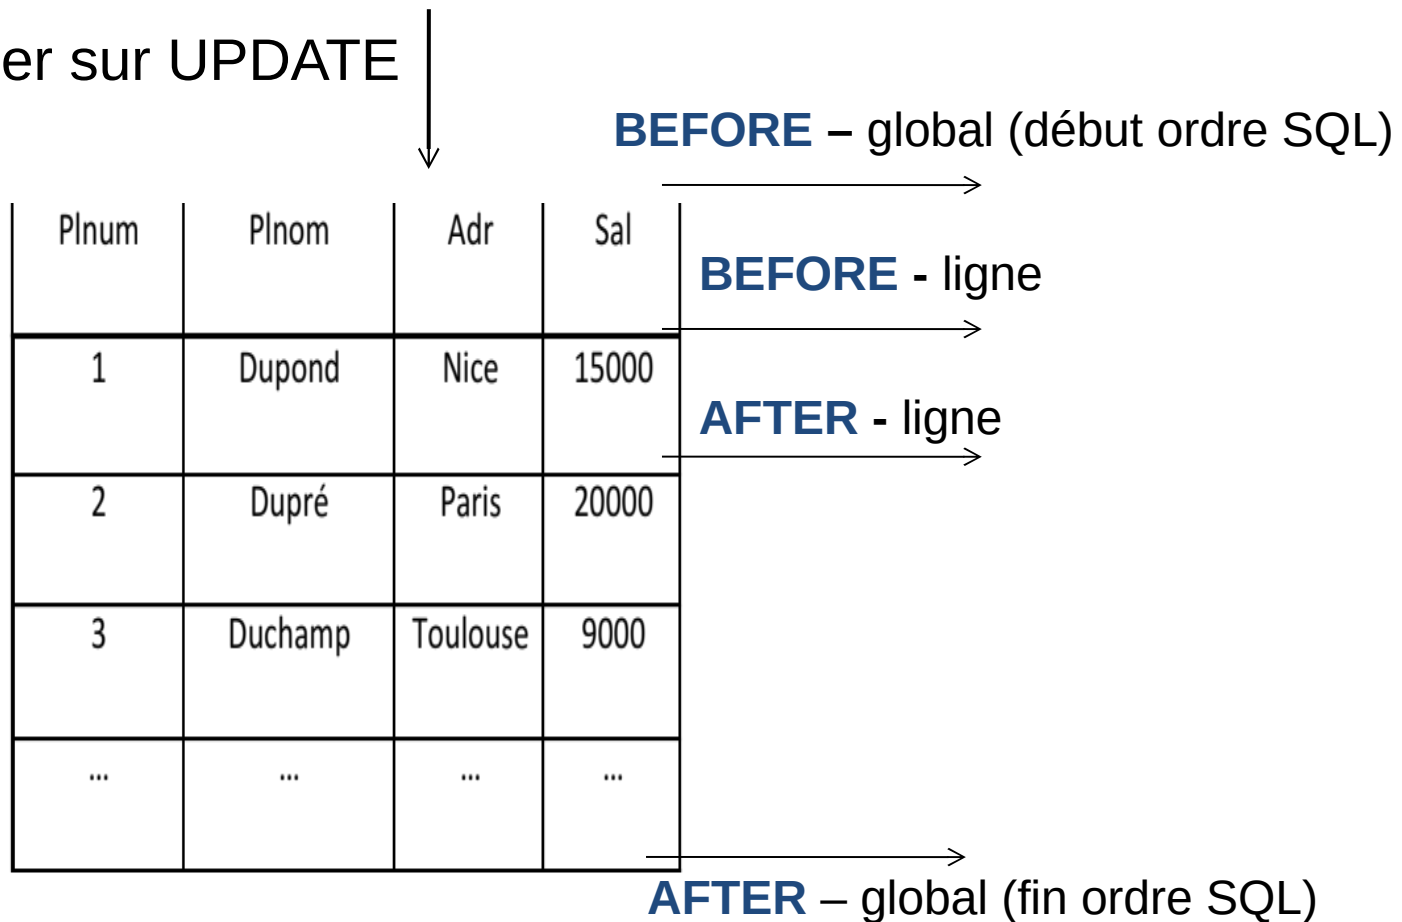 er sur UPDATE
BEFORE – global (début ordre SQL)
Plnum Plnom Adr Sal
BEFORE - ligne
1 Dupond Nice 15000
AFTER - ligne
2 Dupré Paris 20000
3 Duchamp Toulouse 9000
... ... ... ...
AFTER – global (fin ordre SQL)